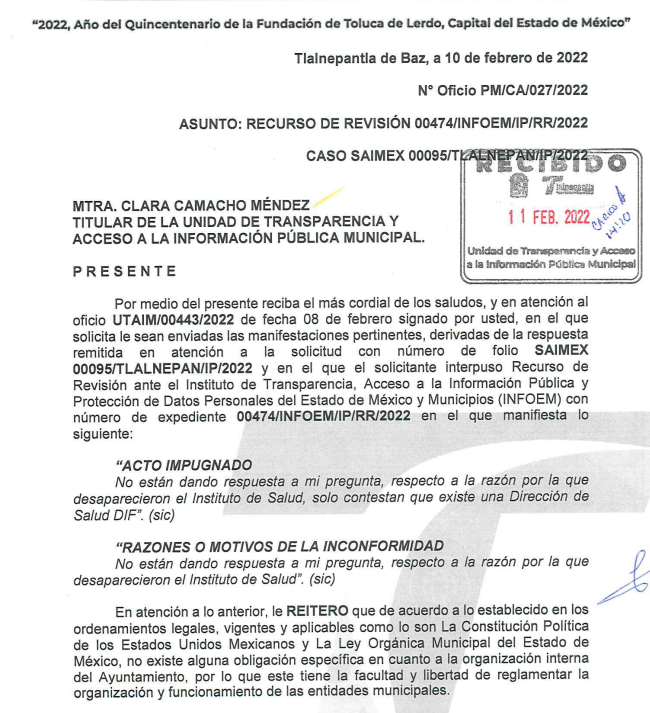 “2022, Año del Quincentenario de la Fundación de Toluca de Lerdo, Capital del Estado de México”
Tlalnepantla de Baz, a 10 de febrero de 2022
N° Oficio PM/CA/027/2022
ASUNTO: RECURSO DE REVISIÓN 00474/INFOEM/IP/RR/2022
CASO SAIMEX 00095/TLALNEPAN/IP/2022
RECIBIDO
Tlalnepantla
11 FEB. 2022
14:10
Unidad de Transparencia y Acceso
a la Información Pública Municipal
MTRA. CLARA CAMACHO MÉNDEZ
TITULAR DE LA UNIDAD DE TRANSPARENCIA Y
ACCESO A LA INFORMACIÓN PÚBLICA MUNICIPAL.
P R E S E N T E
Por medio del presente reciba el más cordial de los saludos, y en atención al
oficio UTAIM/00443/2022 de fecha 08 de febrero signado por usted, en el que
solicita le sean enviadas las manifestaciones pertinentes, derivadas de la respuesta
remitida en atención a la solicitud con número de folio SAIMEX
00095/TLALNEPAN/IP/2022 y en el que el solicitante interpuso Recurso de
Revisión ante el Instituto de Transparencia, Acceso a la Información Pública y
Protección de Datos Personales del Estado de México y Municipios (INFOEM) con
número de expediente 00474/INFOEM/IP/RR/2022 en el que manifiesta lo
siguiente:
“ACTO IMPUGNADO
No están dando respuesta a mi pregunta, respecto a la razón por la que
desaparecieron el Instituto de Salud, solo contestan que existe una Dirección de
Salud DIF”. (sic)
“RAZONES O MOTIVOS DE LA INCONFORMIDAD
No están dando respuesta a mi pregunta, respecto a la razón por la que
desaparecieron el Instituto de Salud”. (sic)
En atención a lo anterior, le REITERO que de acuerdo a lo establecido en los
ordenamientos legales, vigentes y aplicables como lo son La Constitución Política
de los Estados Unidos Mexicanos y La Ley Orgánica Municipal del Estado de
México, no existe alguna obligación específica en cuanto a la organización interna
del Ayuntamiento, por lo que este tiene la facultad y libertad de reglamentar la
organización y funcionamiento de las entidades municipales.